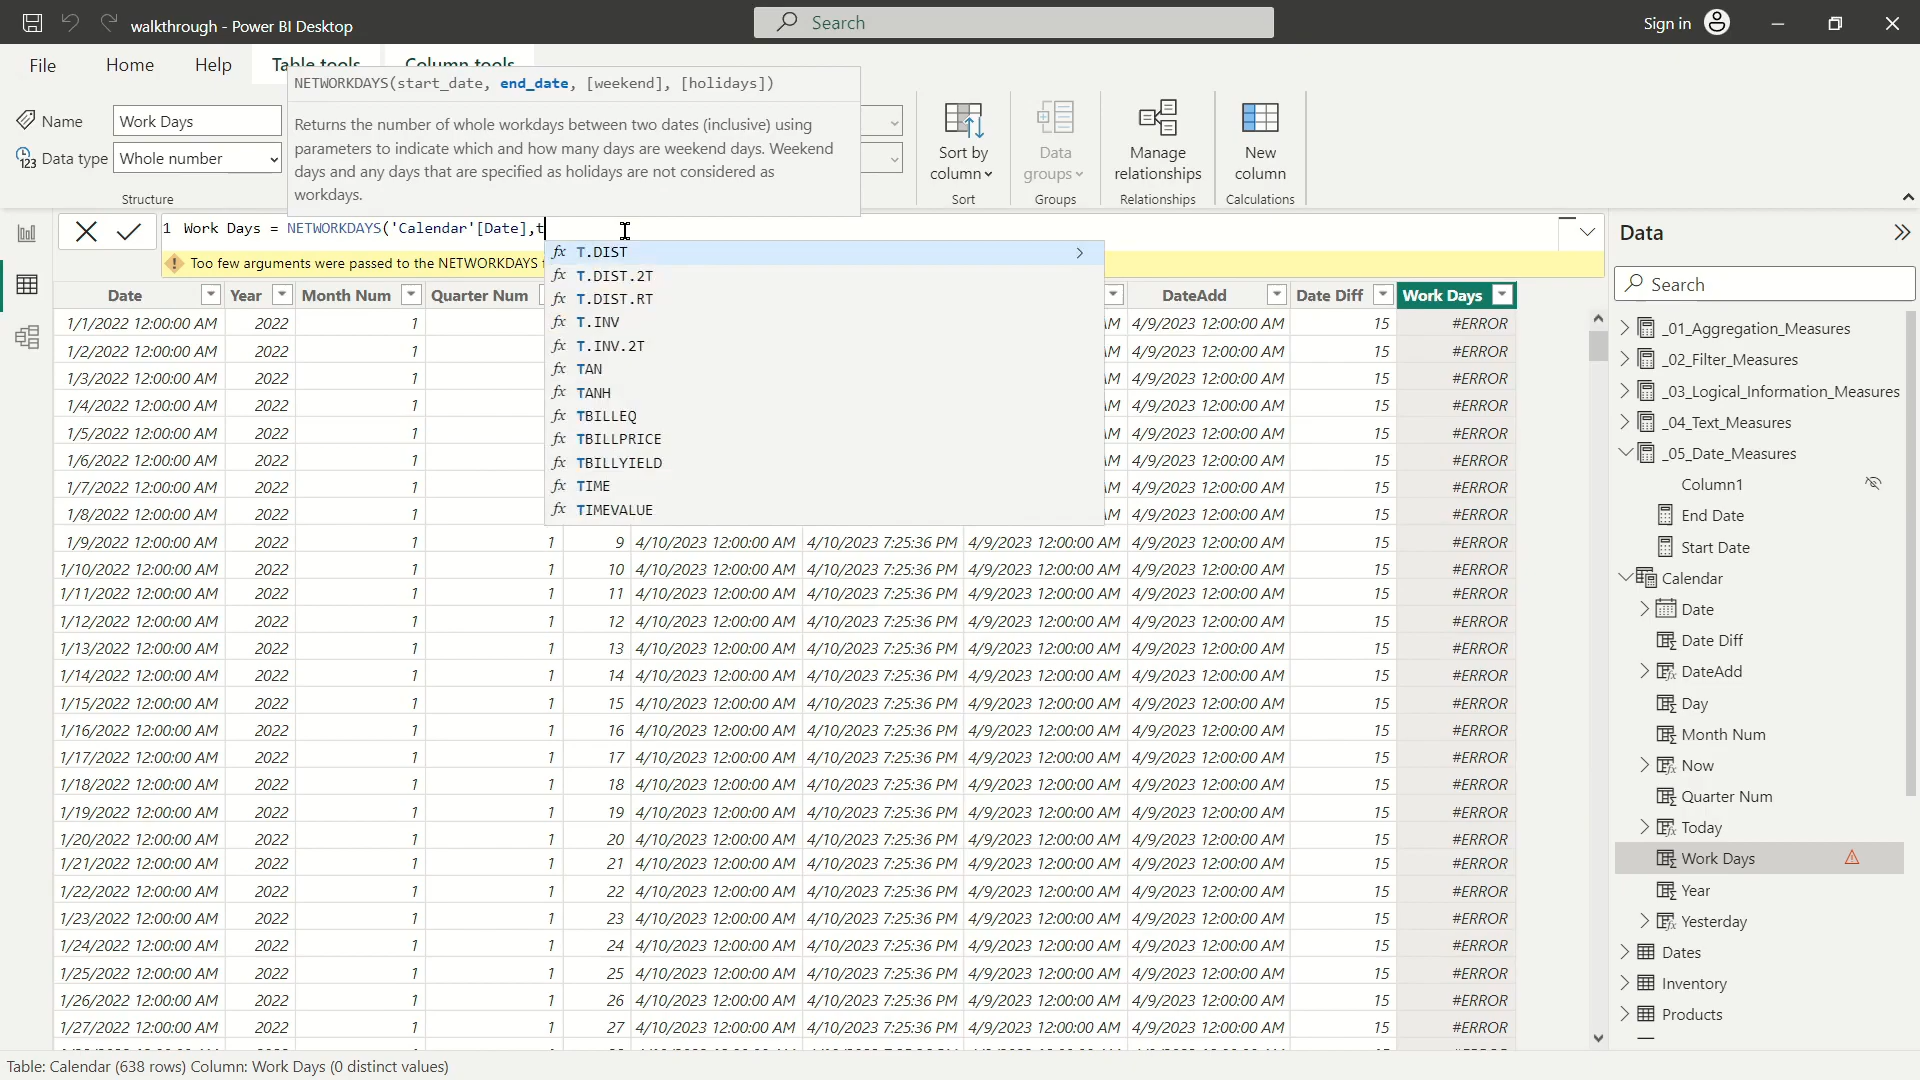 walkthrough - Power BI Desktop
Search
Sign in
File
Home
Help
Table tools
Column tools
NETWORKDAYS(start_date, end_date, [weekend], [holidays])
Returns the number of whole workdays between two dates (inclusive) using
parameters to indicate which and how many days are weekend days. Weekend
days and any days that are specified as holidays are not considered as
workdays.
Name
Work Days
Data type
Whole number
Structure
Sort by
column
Sort
Data
groups
Groups
Manage
relationships
Relationships
New
column
Calculations
1 Work Days = NETWORKDAYS('Calendar'[Date],t
Too few arguments were passed to the NETWORKDAYS
T.DIST
T.DIST.2T
T.DIST.RT
T.INV
T.INV.2T
TAN
TANH
TBILLEQ
TBILLPRICE
TBILLYIELD
TIME
TIMEVALUE
Date Year Month Num Quarter Num DateAdd Date Diff Work Days
1/1/2022 12:00:00 AM 2022 1 M 4/9/2023 12:00:00 AM 15 #ERROR
1/2/2022 12:00:00 AM 2022 1 M 4/9/2023 12:00:00 AM 15 #ERROR
1/3/2022 12:00:00 AM 2022 1 M 4/9/2023 12:00:00 AM 15 #ERROR
1/4/2022 12:00:00 AM 2022 1 M 4/9/2023 12:00:00 AM 15 #ERROR
1/5/2022 12:00:00 AM 2022 1 M 4/9/2023 12:00:00 AM 15 #ERROR
1/6/2022 12:00:00 AM 2022 1 M 4/9/2023 12:00:00 AM 15 #ERROR
1/7/2022 12:00:00 AM 2022 1 M 4/9/2023 12:00:00 AM 15 #ERROR
1/8/2022 12:00:00 AM 2022 1 M 4/9/2023 12:00:00 AM 15 #ERROR
1/9/2022 12:00:00 AM 2022 1 1 9 4/10/2023 12:00:00 AM 4/10/2023 7:25:36 PM 4/9/2023 12:00:00 AM 4/9/2023 12:00:00 AM 15 #ERROR
1/10/2022 12:00:00 AM 2022 1 1 10 4/10/2023 12:00:00 AM 4/10/2023 7:25:36 PM 4/9/2023 12:00:00 AM 4/9/2023 12:00:00 AM 15 #ERROR
1/11/2022 12:00:00 AM 2022 1 1 11 4/10/2023 12:00:00 AM 4/10/2023 7:25:36 PM 4/9/2023 12:00:00 AM 4/9/2023 12:00:00 AM 15 #ERROR
1/12/2022 12:00:00 AM 2022 1 1 12 4/10/2023 12:00:00 AM 4/10/2023 7:25:36 PM 4/9/2023 12:00:00 AM 4/9/2023 12:00:00 AM 15 #ERROR
1/13/2022 12:00:00 AM 2022 1 1 13 4/10/2023 12:00:00 AM 4/10/2023 7:25:36 PM 4/9/2023 12:00:00 AM 4/9/2023 12:00:00 AM 15 #ERROR
1/14/2022 12:00:00 AM 2022 1 1 14 4/10/2023 12:00:00 AM 4/10/2023 7:25:36 PM 4/9/2023 12:00:00 AM 4/9/2023 12:00:00 AM 15 #ERROR
1/15/2022 12:00:00 AM 2022 1 1 15 4/10/2023 12:00:00 AM 4/10/2023 7:25:36 PM 4/9/2023 12:00:00 AM 4/9/2023 12:00:00 AM 15 #ERROR
1/16/2022 12:00:00 AM 2022 1 1 16 4/10/2023 12:00:00 AM 4/10/2023 7:25:36 PM 4/9/2023 12:00:00 AM 4/9/2023 12:00:00 AM 15 #ERROR
1/17/2022 12:00:00 AM 2022 1 1 17 4/10/2023 12:00:00 AM 4/10/2023 7:25:36 PM 4/9/2023 12:00:00 AM 4/9/2023 12:00:00 AM 15 #ERROR
1/18/2022 12:00:00 AM 2022 1 1 18 4/10/2023 12:00:00 AM 4/10/2023 7:25:36 PM 4/9/2023 12:00:00 AM 4/9/2023 12:00:00 AM 15 #ERROR
1/19/2022 12:00:00 AM 2022 1 1 19 4/10/2023 12:00:00 AM 4/10/2023 7:25:36 PM 4/9/2023 12:00:00 AM 4/9/2023 12:00:00 AM 15 #ERROR
1/20/2022 12:00:00 AM 2022 1 1 20 4/10/2023 12:00:00 AM 4/10/2023 7:25:36 PM 4/9/2023 12:00:00 AM 4/9/2023 12:00:00 AM 15 #ERROR
1/21/2022 12:00:00 AM 2022 1 1 21 4/10/2023 12:00:00 AM 4/10/2023 7:25:36 PM 4/9/2023 12:00:00 AM 4/9/2023 12:00:00 AM 15 #ERROR
1/22/2022 12:00:00 AM 2022 1 1 22 4/10/2023 12:00:00 AM 4/10/2023 7:25:36 PM 4/9/2023 12:00:00 AM 4/9/2023 12:00:00 AM 15 #ERROR
1/23/2022 12:00:00 AM 2022 1 1 23 4/10/2023 12:00:00 AM 4/10/2023 7:25:36 PM 4/9/2023 12:00:00 AM 4/9/2023 12:00:00 AM 15 #ERROR
1/24/2022 12:00:00 AM 2022 1 1 24 4/10/2023 12:00:00 AM 4/10/2023 7:25:36 PM 4/9/2023 12:00:00 AM 4/9/2023 12:00:00 AM 15 #ERROR
1/25/2022 12:00:00 AM 2022 1 1 25 4/10/2023 12:00:00 AM 4/10/2023 7:25:36 PM 4/9/2023 12:00:00 AM 4/9/2023 12:00:00 AM 15 #ERROR
1/26/2022 12:00:00 AM 2022 1 1 26 4/10/2023 12:00:00 AM 4/10/2023 7:25:36 PM 4/9/2023 12:00:00 AM 4/9/2023 12:00:00 AM 15 #ERROR
1/27/2022 12:00:00 AM 2022 1 1 27 4/10/2023 12:00:00 AM 4/10/2023 7:25:36 PM 4/9/2023 12:00:00 AM 4/9/2023 12:00:00 AM 15 #ERROR
Data
Search
_01_Aggregation_Measures
_02_Filter_Measures
_03_Logical_Information_Measures
_04_Text_Measures
_05_Date_Measures
Column1
End Date
Start Date
Calendar
Date
Date Diff
DateAdd
Day
Month Num
Now
Quarter Num
Today
Work Days
Year
Yesterday
Dates
Inventory
Products
Table: Calendar (638 rows) Column: Work Days (0 distinct values)